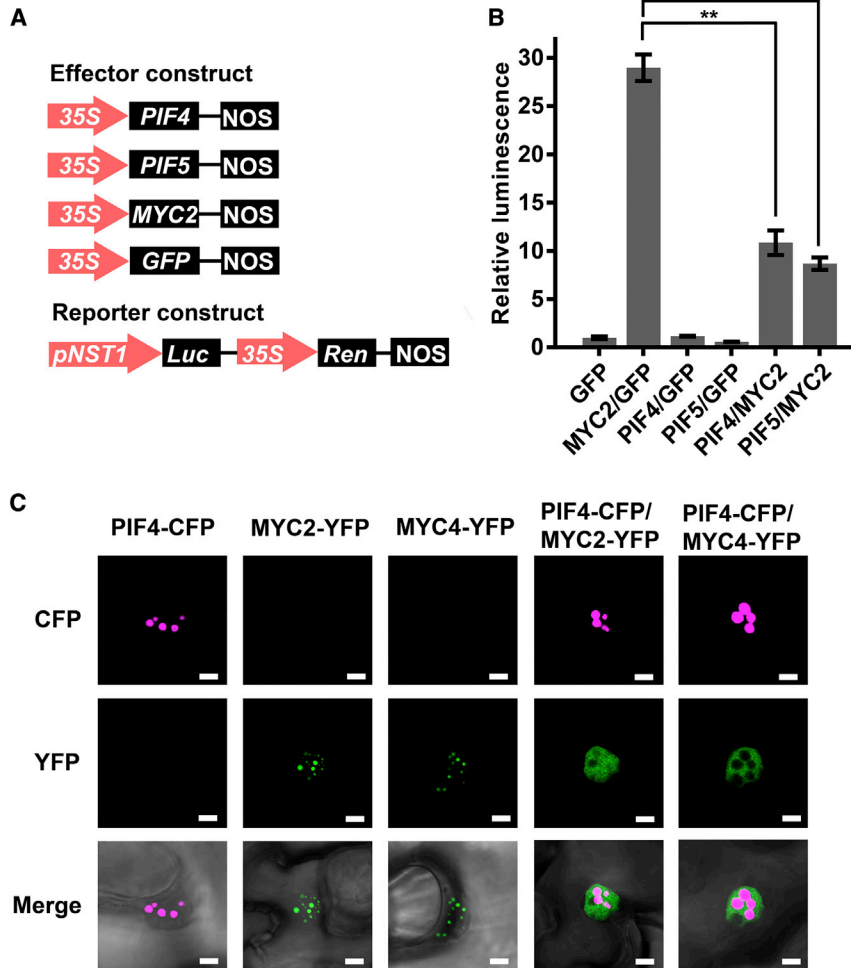 A
Effector construct
35S PIF4 NOS
35S PIF5 NOS
35S MYC2 NOS
35S GFP NOS
Reporter construct
pNST1 Luc 35S Ren NOS
B
**
Relative luminescence
30
25
20
15
10
5
0
GFP
MYC2/GFP
PIF4/GFP
PIF5/GFP
PIF4/MYC2
PIF5/MYC2
C
PIF4-CFP MYC2-YFP MYC4-YFP PIF4-CFP/ PIF4-CFP/
MYC2-YFP MYC4-YFP
CFP
YFP
Merge